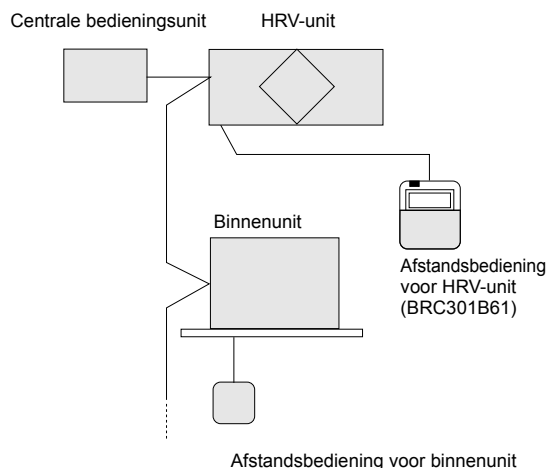 Centrale bedieningsunit
HRV-unit
Afstandsbediening
voor HRV-unit
(BRC301B61)
Binnenunit
Afstandsbediening voor binnenunit